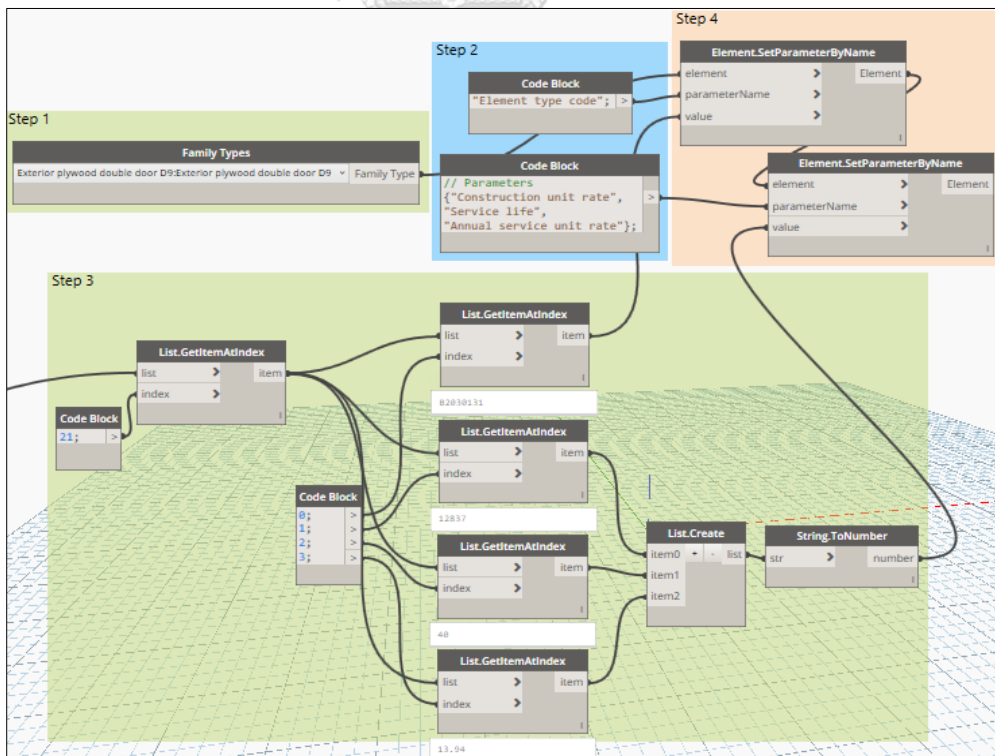 Step 1
Family Types
Exterior plywood double door D9:Exterior plywood double door D9
Family Type
Step 2
Code Block
"Element type code";
>
Code Block
// Parameters
{"Construction unit rate",
"Service life",
"Annual service unit rate"};
>
Step 4
Element.SetParameterByName
element > Element
parameterName >
value >
Element.SetParameterByName
element > Element
parameterName >
value >
Step 3
List.GetItemAtIndex
list > item
index >
Code Block
21; >
List.GetItemAtIndex
list > item
index >
82030131
List.GetItemAtIndex
list > item
index >
12837
Code Block
0; >
1; >
2; >
3; >
List.GetItemAtIndex
list > item
index >
40
List.GetItemAtIndex
list > item
index >
13.94
List.Create
item0 + - list
item1
item2
String.ToNumber
str > number